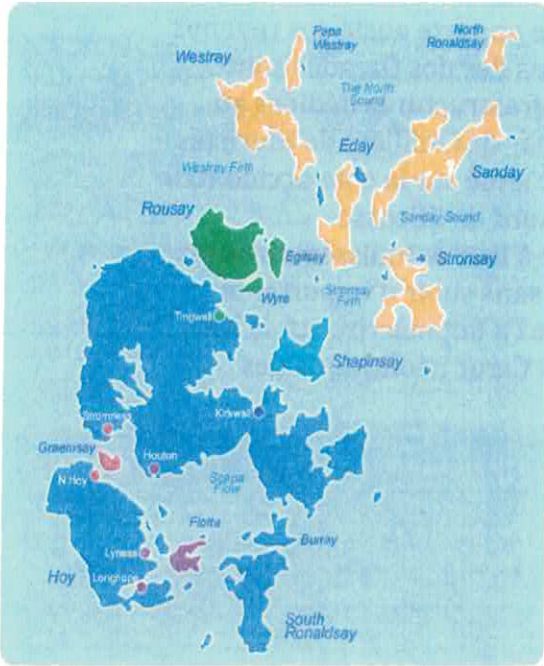 Papa
Westray
North
Ronaldsay
Westray
The North
Sound
Eday
Westray Firth
Sanday
Rousay
Sanday Sound
Egilsay
Stronsay
Wyre
Stronsay
Firth
Tingwall
Shapinsay
Stromness
Kirkwall
Graemsay
Houton
N.Hoy
Scapa
Flow
Flotta
Lyness
Burray
Hoy
Longhope
South
Ronaldsay